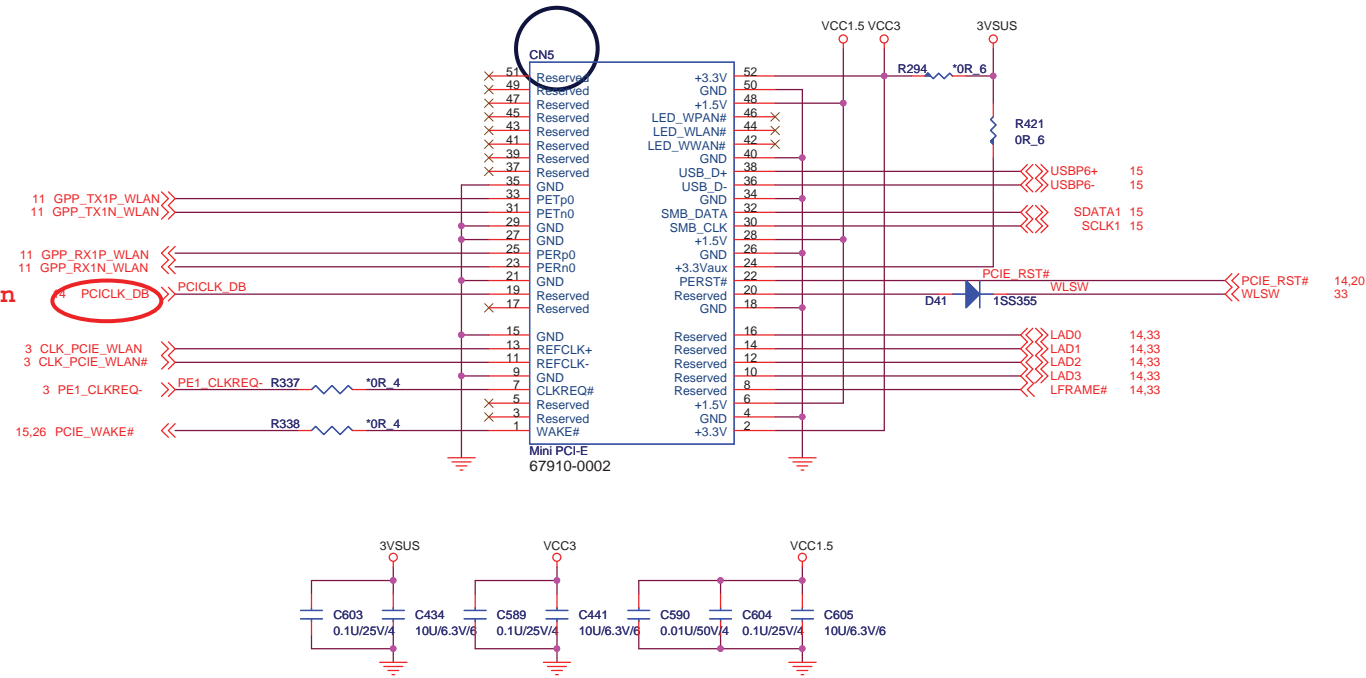 VCC1.5 VCC3 3VSUS
CN5
51 Reserved +3.3V 52 R294 *0R_6
49 Reserved GND 50
47 Reserved +1.5V 48
45 Reserved LED_WPAN# 46 R421
43 Reserved LED_WLAN# 44 0R_6
41 Reserved LED_WWAN# 42
39 Reserved GND 40
37 Reserved USB_D+ 38 USBP6+ 15
35 GND USB_D- 36 USBP6- 15
11 GPP_TX1P_WLAN 33 PETp0 GND 34
11 GPP_TX1N_WLAN 31 PETn0 SMB_DATA 32 SDATA1 15
29 GND SMB_CLK 30 SCLK1 15
27 GND +1.5V 28
11 GPP_RX1P_WLAN 25 PERp0 GND 26
11 GPP_RX1N_WLAN 23 PERn0 +3.3Vaux 24
21 GND PERST# 22 PCIE_RST# PCIE_RST# 14,20
n PCICLK_DB PCICLK_DB 19 Reserved Reserved 20 D41 1SS355 WLSW WLSW 33
17 Reserved GND 18
15 GND Reserved 16 LAD0 14,33
3 CLK_PCIE_WLAN 13 REFCLK+ Reserved 14 LAD1 14,33
3 CLK_PCIE_WLAN# 11 REFCLK- Reserved 12 LAD2 14,33
9 GND Reserved 10 LAD3 14,33
3 PE1_CLKREQ- PE1_CLKREQ- R337 *0R_4 7 CLKREQ# Reserved 8 LFRAME# 14,33
5 Reserved +1.5V 6
3 Reserved GND 4
15,26 PCIE_WAKE# R338 *0R_4 1 WAKE# +3.3V 2
Mini PCI-E
67910-0002
3VSUS VCC3 VCC1.5
C603 C434 C589 C441 C590 C604 C605
0.1U/25V/4 10U/6.3V/6 0.1U/25V/4 10U/6.3V/6 0.01U/50V/4 0.1U/25V/4 10U/6.3V/6